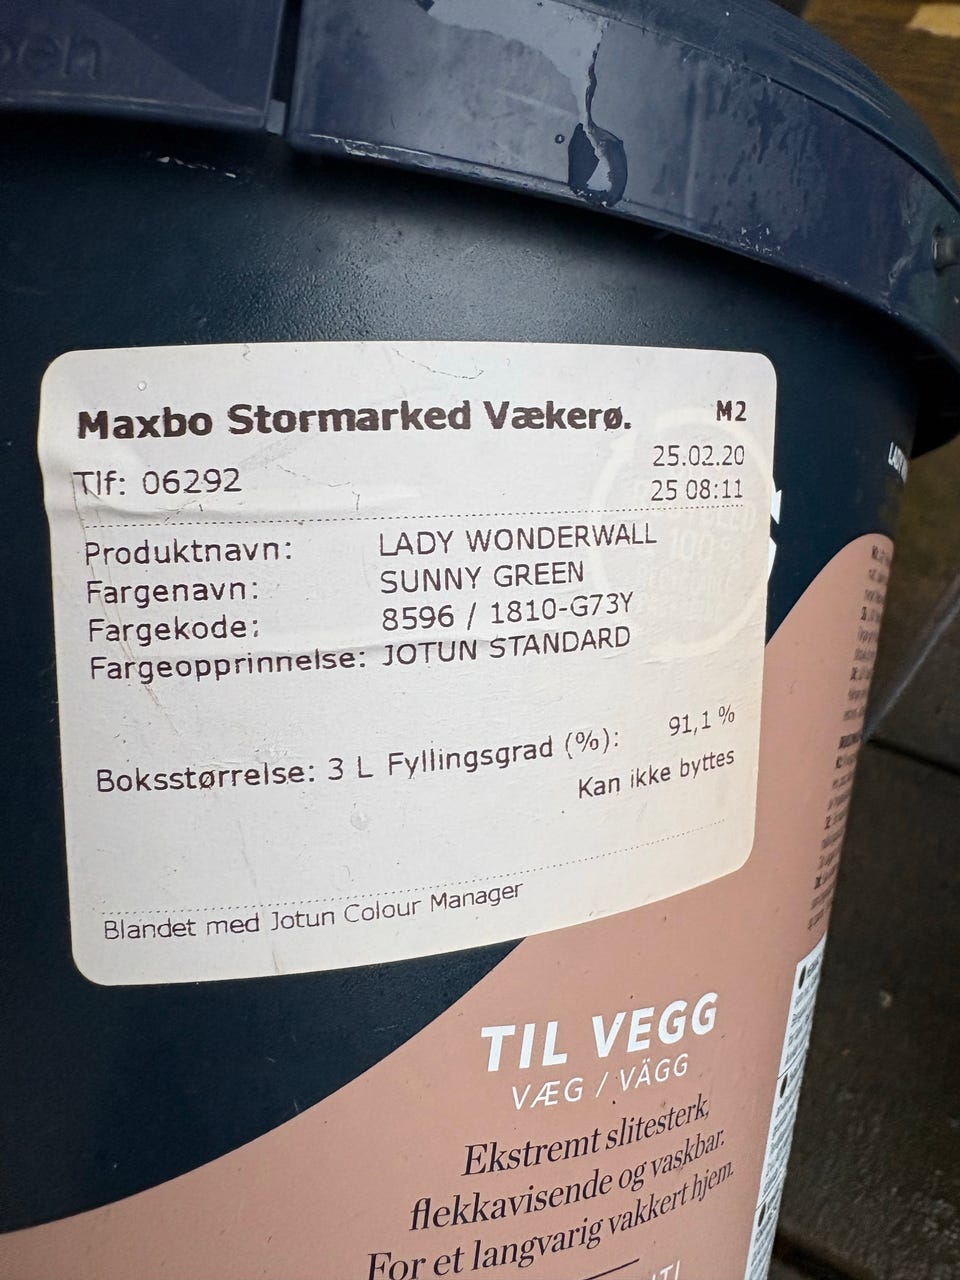 Maxbo Stormarked Vækerø. M2
Tlf: 06292 25.02.20
25 08:11
Produktnavn: LADY WONDERWALL
Fargenavn: SUNNY GREEN
Fargekode: 8596 / 1810-G73Y
Fargeopprinnelse: JOTUN STANDARD
Boksstørrelse: 3 L Fyllingsgrad (%): 91,1 %
Kan ikke byttes
Blandet med Jotun Colour Manager
TIL VEGG
VÆG / VÄGG
Ekstremt slitesterk,
flekkavisende og vaskbar.
For et langvarig vakkert hjem.